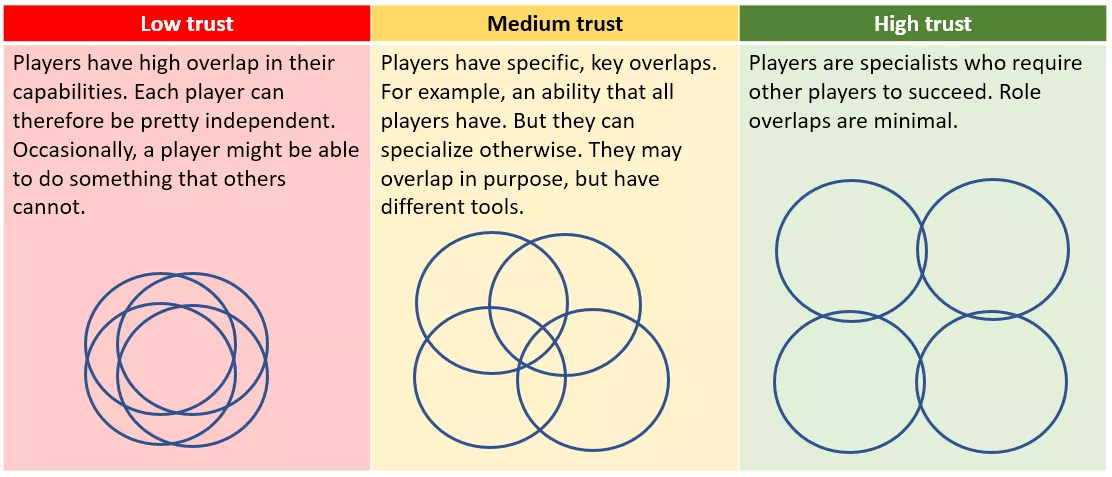 Low trust
Players have high overlap in their
capabilities. Each player can
therefore be pretty independent.
Occasionally, a player might be able
to do something that others
cannot.
Medium trust
Players have specific, key overlaps.
For example, an ability that all
players have. But they can
specialize otherwise. They may
overlap in purpose, but have
different tools.
High trust
Players are specialists who require
other players to succeed. Role
overlaps are minimal.